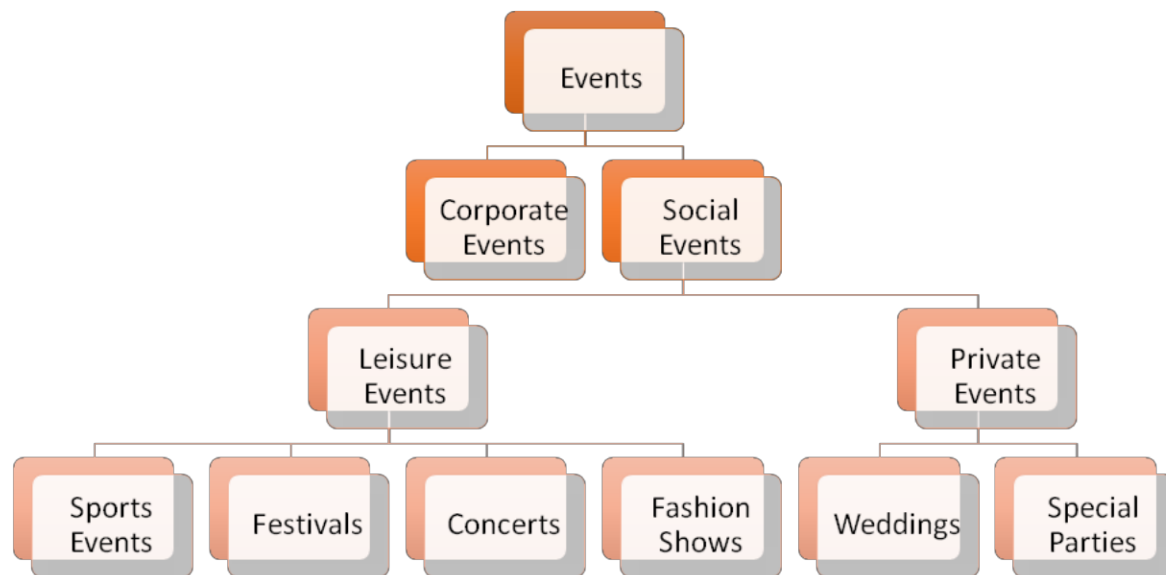 Events
Corporate
Events
Social
Events
Leisure
Events
Private
Events
Sports
Events
Festivals
Concerts
Fashion
Shows
Weddings
Special
Parties